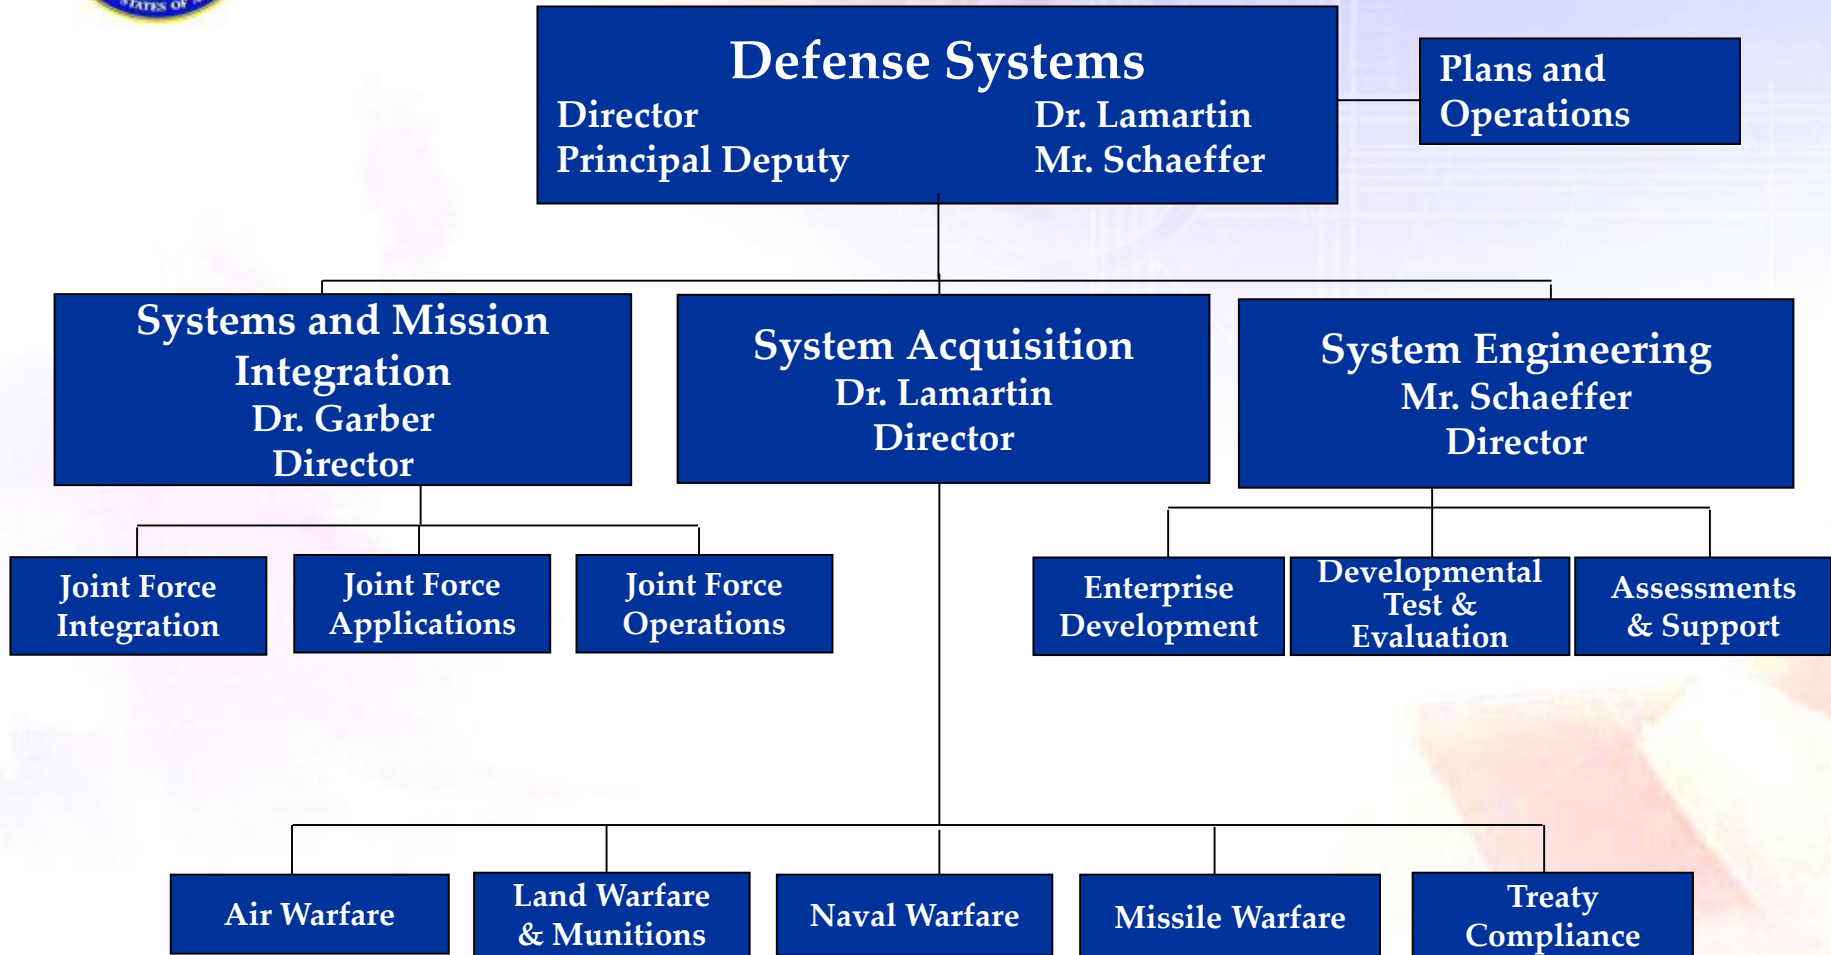 STATES OF
Defense Systems
Director Dr. Lamartin
Principal Deputy Mr. Schaeffer
Plans and
Operations
Systems and Mission
Integration
Dr. Garber
Director
System Acquisition
Dr. Lamartin
Director
System Engineering
Mr. Schaeffer
Director
Joint Force
Integration
Joint Force
Applications
Joint Force
Operations
Enterprise
Development
Developmental
Test &
Evaluation
Assessments
& Support
Air Warfare
Land Warfare
& Munitions
Naval Warfare
Missile Warfare
Treaty
Compliance